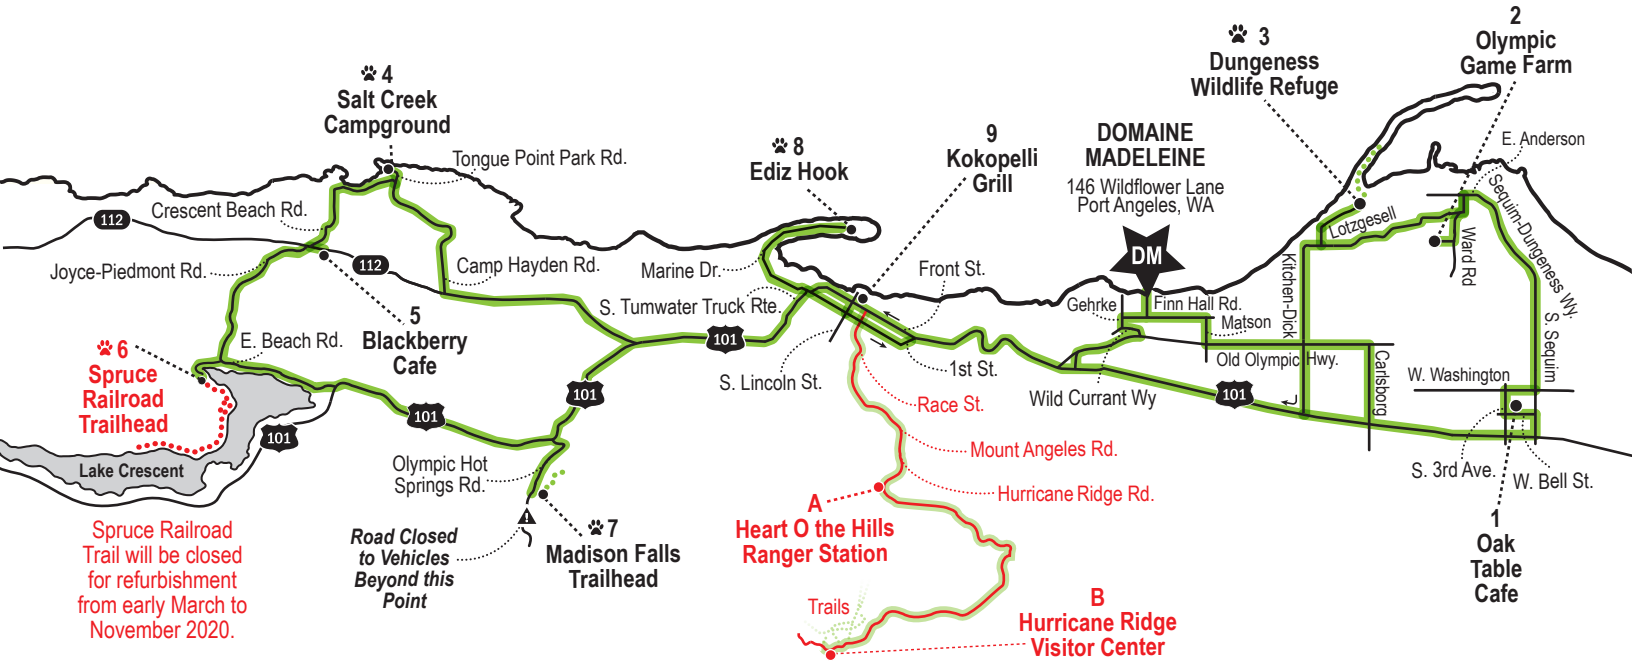 2
Olympic
Game Farm
3
Dungeness
Wildlife Refuge
4
Salt Creek
Campground
Tongue Point Park Rd.
8
Ediz Hook
9
Kokopelli
Grill
DOMAINE
MADELEINE
146 Wildflower Lane
Port Angeles, WA
DM
E. Anderson
Sequim-Dungeness Wy.
Lotzgesell
Ward Rd
Kitchen-Dick
S. Sequim
Crescent Beach Rd.
112
112
Joyce-Piedmont Rd.
Camp Hayden Rd.
Marine Dr.
S. Tumwater Truck Rte.
Front St.
Gehrke
Finn Hall Rd.
Matson
Old Olympic Hwy.
Carlsborg
W. Washington
5
Blackberry
Cafe
E. Beach Rd.
101
101
101
101
101
S. Lincoln St.
1st St.
Wild Currant Wy
Race St.
Mount Angeles Rd.
Hurricane Ridge Rd.
S. 3rd Ave.
W. Bell St.
6
Spruce
Railroad
Trailhead
Lake Crescent
Spruce Railroad
Trail will be closed
for refurbishment
from early March to
November 2020.
Olympic Hot
Springs Rd.
!
Road Closed
to Vehicles
Beyond this
Point
7
Madison Falls
Trailhead
A
Heart O the Hills
Ranger Station
Trails
B
Hurricane Ridge
Visitor Center
1
Oak
Table
Cafe